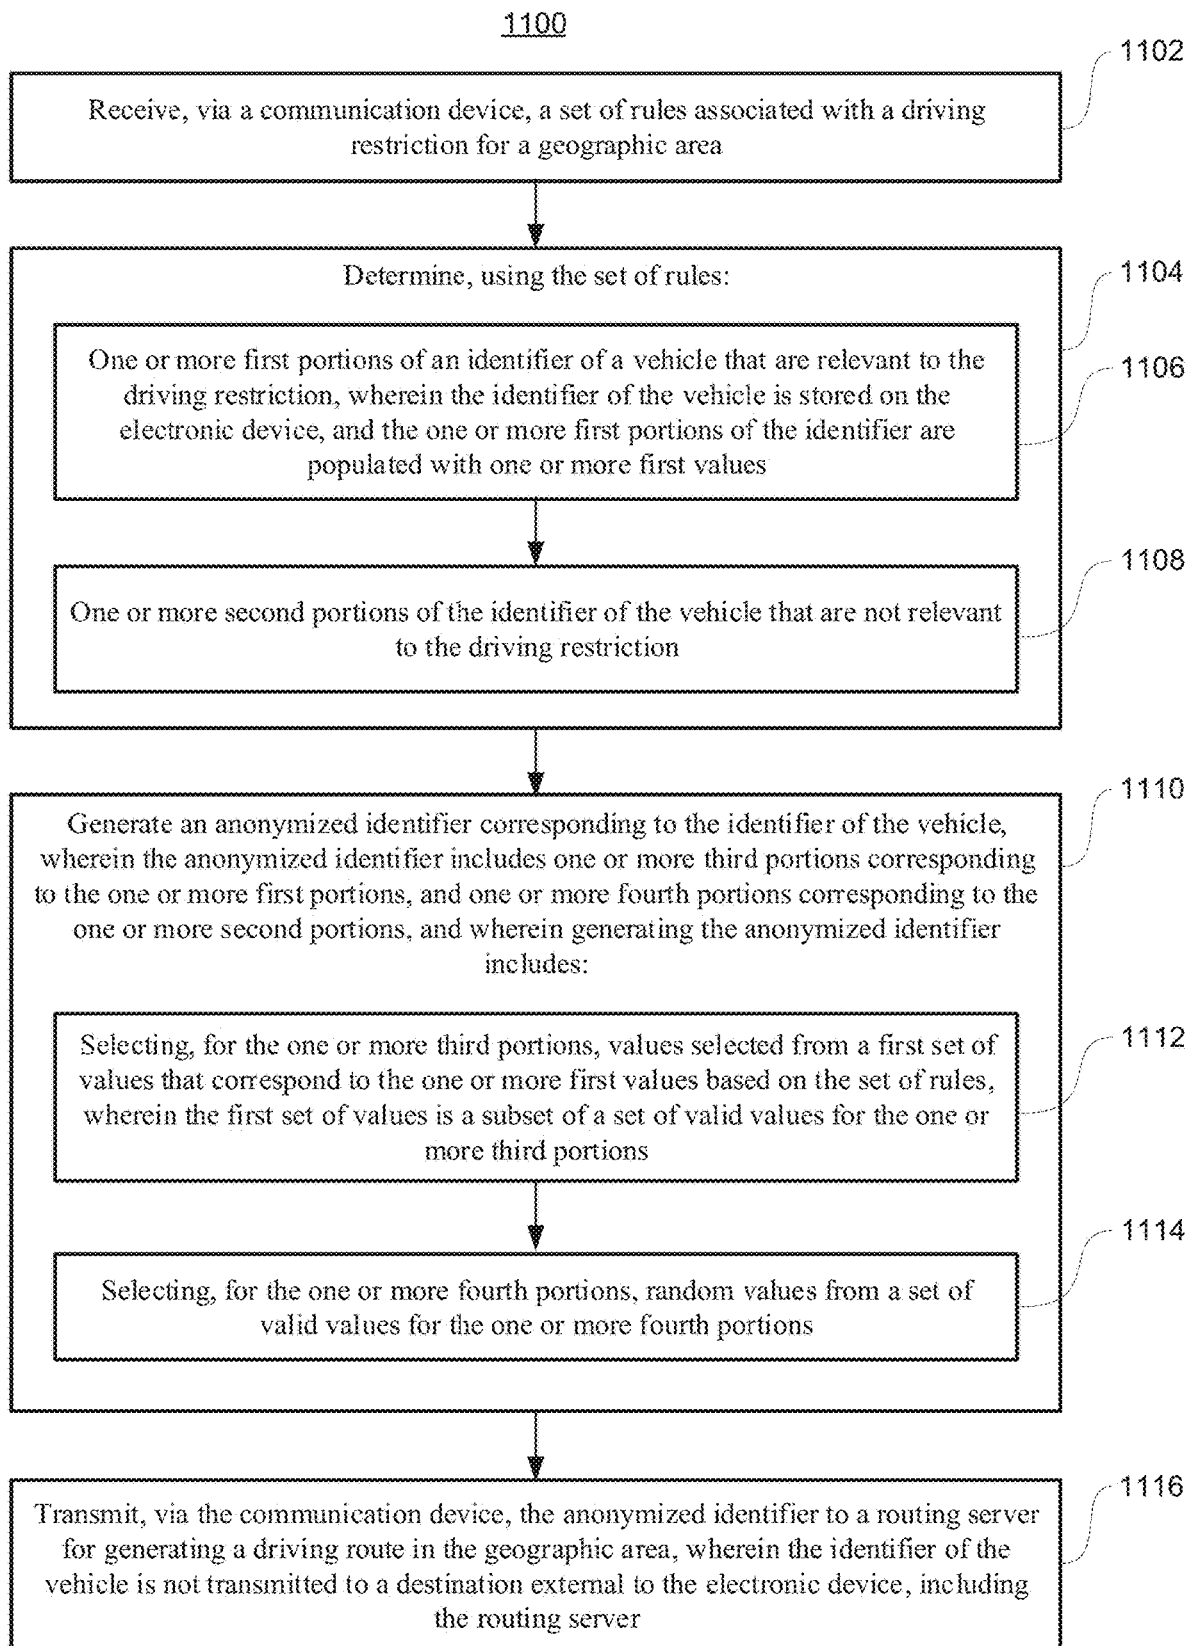 1100
1102
Receive, via a communication device, a set of rules associated with a driving
restriction for a geographic area
1104
Determine, using the set of rules:
1106
One or more first portions of an identifier of a vehicle that are relevant to the
driving restriction, wherein the identifier of the vehicle is stored on the
electronic device, and the one or more first portions of the identifier are
populated with one or more first values
1108
One or more second portions of the identifier of the vehicle that are not relevant
to the driving restriction
1110
Generate an anonymized identifier corresponding to the identifier of the vehicle,
wherein the anonymized identifier includes one or more third portions corresponding
to the one or more first portions, and one or more fourth portions corresponding to the
one or more second portions, and wherein generating the anonymized identifier
includes:
1112
Selecting, for the one or more third portions, values selected from a first set of
values that correspond to the one or more first values based on the set of rules,
wherein the first set of values is a subset of a set of valid values for the one or
more third portions
1114
Selecting, for the one or more fourth portions, random values from a set of
valid values for the one or more fourth portions
1116
Transmit, via the communication device, the anonymized identifier to a routing server
for generating a driving route in the geographic area, wherein the identifier of the
vehicle is not transmitted to a destination external to the electronic device, including
the routing server